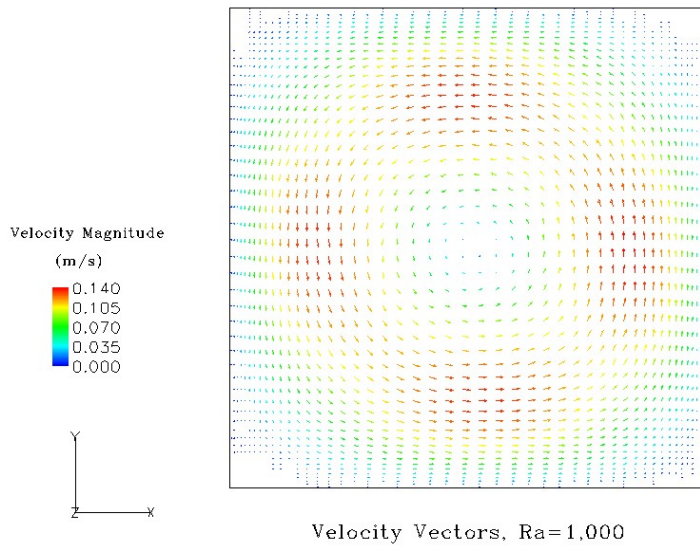 Velocity Magnitude
(m/s)
0.140
0.105
0.070
0.035
0.000
Y
Z X
Velocity Vectors, Ra=1,000